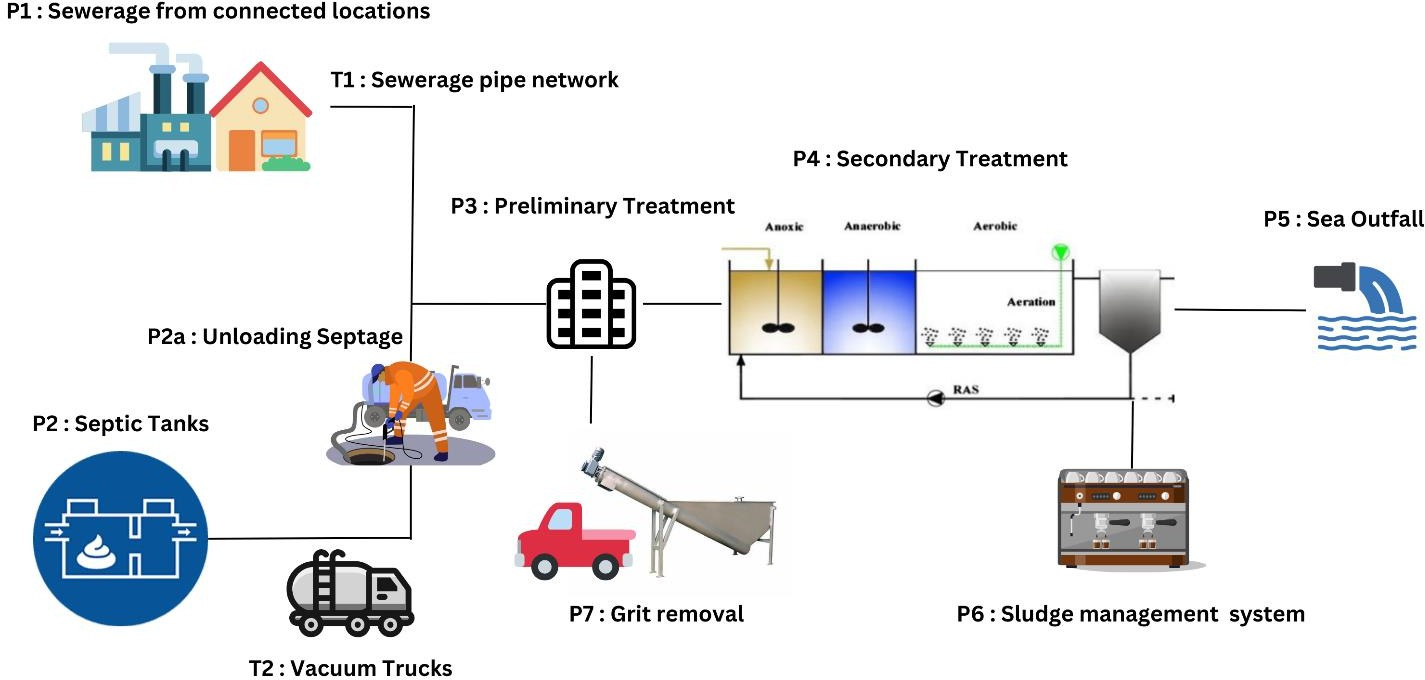 P1 : Sewerage from connected locations
T1 : Sewerage pipe network
P4 : Secondary Treatment
P3 : Preliminary Treatment
P5 : Sea Outfall
Anoxic
Anaerobic
Aerobic
Aeration
P2a : Unloading Septage
RAS
P2 : Septic Tanks
P7 : Grit removal
P6 : Sludge management system
T2 : Vacuum Trucks